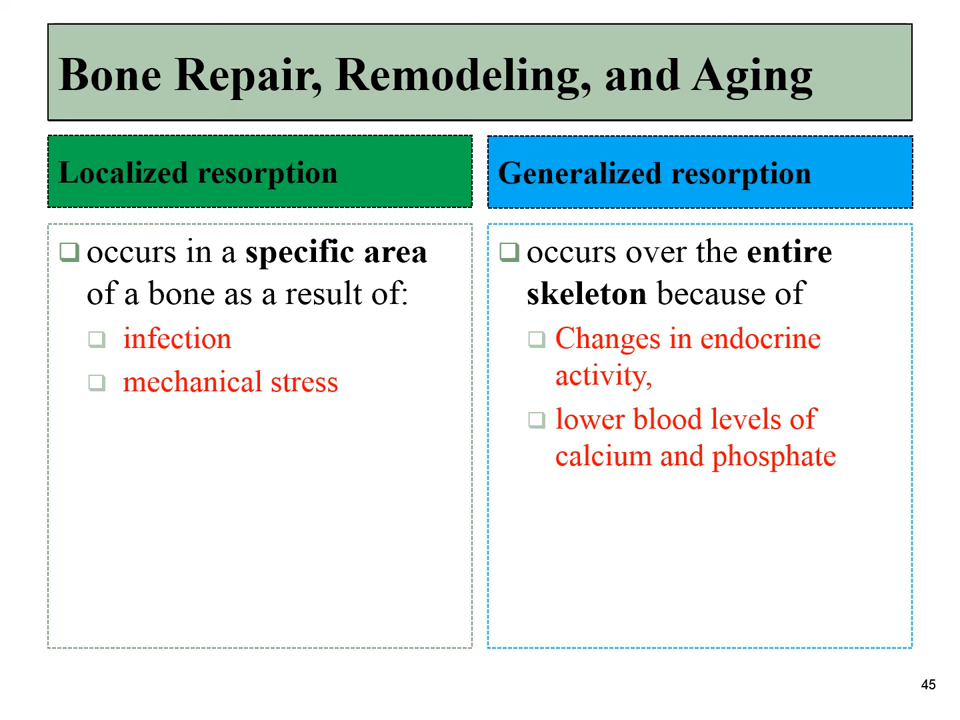 Bone Repair, Remodeling, and Aging
Localized resorption
occurs in a specific area
of a bone as a result of:
infection
mechanical stress
Generalized resorption
occurs over the entire
skeleton because of
Changes in endocrine
activity,
lower blood levels of
calcium and phosphate
45